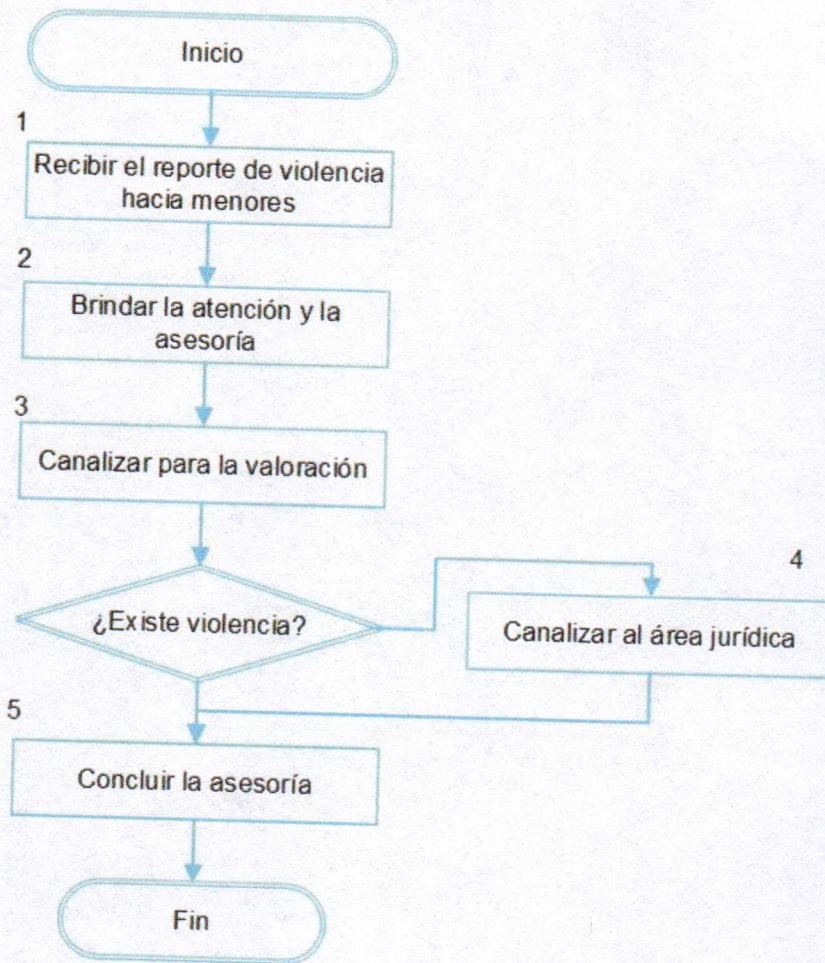 Inicio
1
Recibir el reporte de violencia
hacia menores
2
Brindar la atención y la
asesoría
3
Canalizar para la valoración
¿Existe violencia?
4
Canalizar al área jurídica
5
Concluir la asesoría
Fin